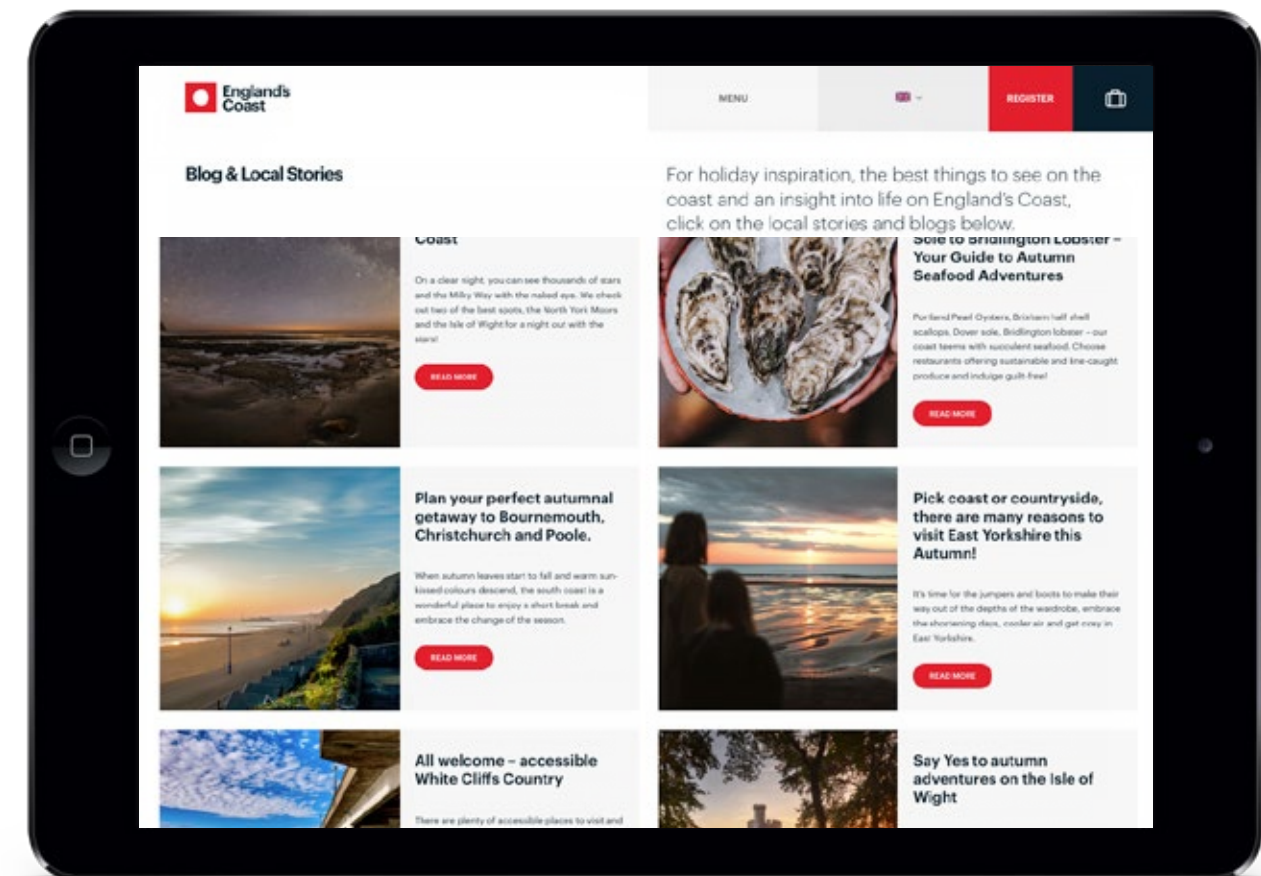 England's
Coast
MENU
REGISTER
Blog & Local Stories
For holiday inspiration, the best things to see on the
coast and an insight into life on England's Coast,
click on the local stories and blogs below.
Coast
On a clear night, you can see thousands of stars
and the Milky Way with the naked eye. We check
out two of the best spots, the North York Moors
and the Isle of Wight for a night out with the
stars!
READ MORE
Sole to Bridlington Lobster –
Your Guide to Autumn
Seafood Adventures
Portland Pearl Oysters, Brixham half shell
scallops, Dover sole, Bridlington lobster – our
coast teems with succulent seafood. Choose
restaurants offering sustainable and line-caught
produce and indulge guilt-free!
READ MORE
Plan your perfect autumnal
getaway to Bournemouth,
Christchurch and Poole.
When autumn leaves start to fall and warm sun-
kissed colours descend, the south coast is a
wonderful place to enjoy a short break and
embrace the change of the season.
READ MORE
Pick coast or countryside,
there are many reasons to
visit East Yorkshire this
Autumn!
It's time for the jumpers and boots to make their
way out of the depths of the wardrobe, embrace
the shortening days, cooler air and get cosy in
East Yorkshire.
READ MORE
All welcome – accessible
White Cliffs Country
There are plenty of accessible places to visit and
Say Yes to autumn
adventures on the Isle of
Wight